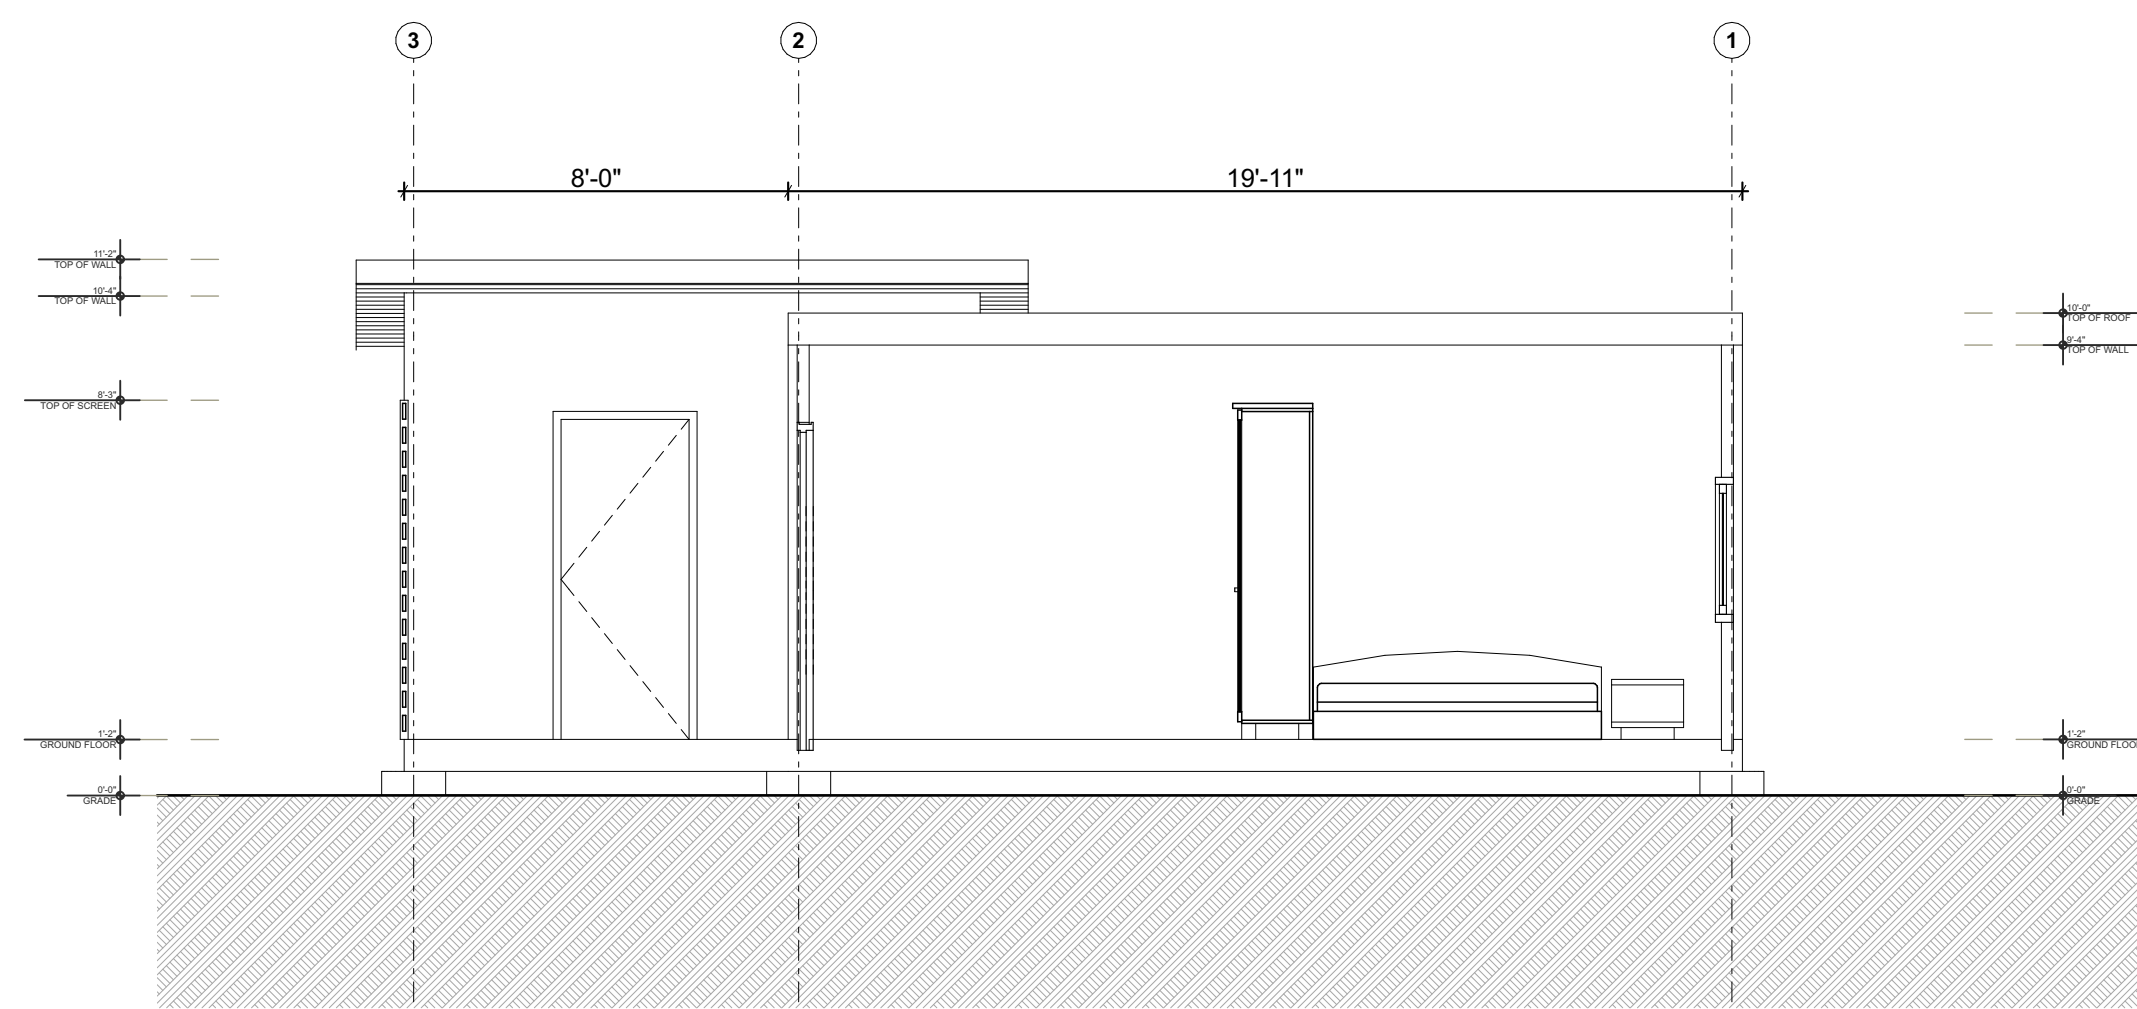 3
2
1
8'-0"
19'-11"
11'-2"
TOP OF WALL
10'-4"
TOP OF WALL
8'-3"
TOP OF SCREEN
1'-2"
GROUND FLOOR
0'-0"
GRADE
10'-0"
TOP OF ROOF
9'-4"
TOP OF WALL
1'-2"
GROUND FLOOR
0'-0"
GRADE